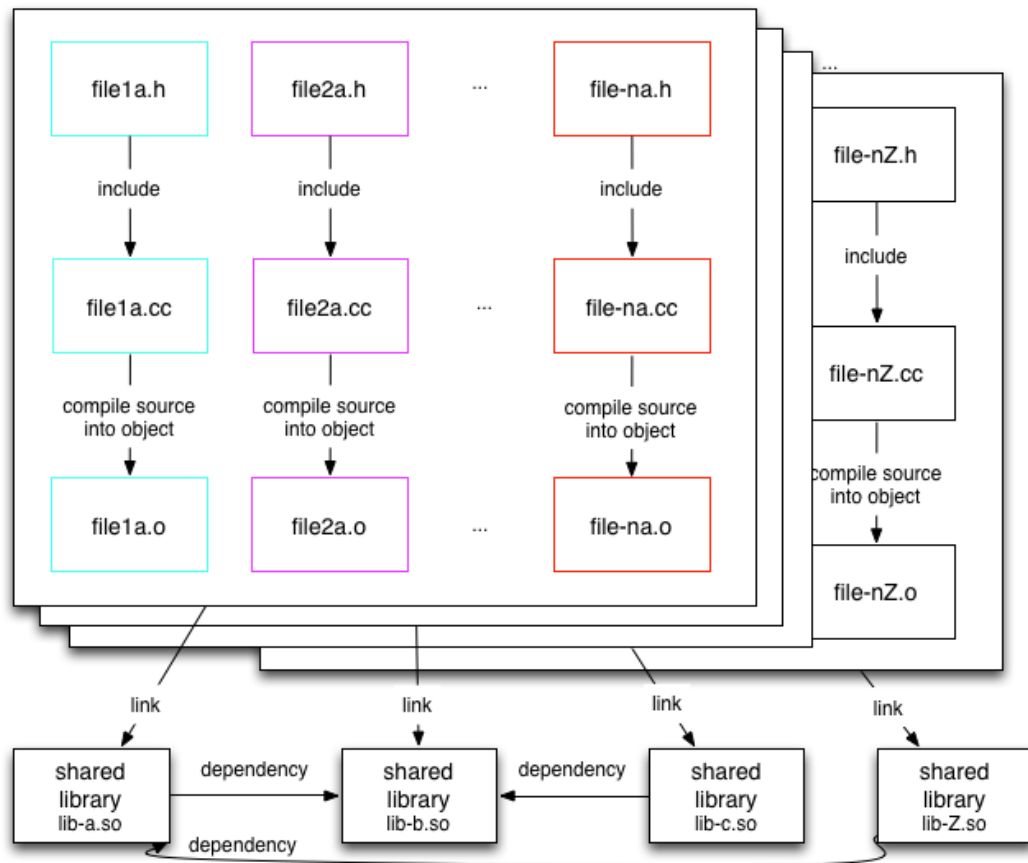 file1a.h
file2a.h
...
file-na.h
...
file-nZ.h
include
include
include
include
file1a.cc
file2a.cc
...
file-na.cc
file-nZ.cc
compile source
into object
compile source
into object
compile source
into object
compile source
into object
file1a.o
file2a.o
...
file-na.o
file-nZ.o
link
link
link
link
shared
library
lib-a.so
dependency
shared
library
lib-b.so
dependency
shared
library
lib-c.so
shared
library
lib-Z.so
dependency